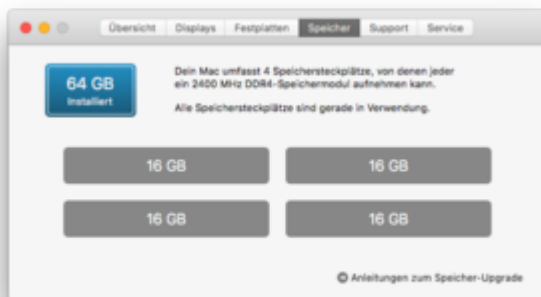 Übersicht Displays Festplatten Speicher Support Service
64 GB
Installiert
Dein Mac umfasst 4 Speichersteckplätze, von denen jeder
ein 2400 MHz DDR4-Speichermodul aufnehmen kann.
Alle Speichersteckplätze sind gerade in Verwendung.
16 GB 16 GB
16 GB 16 GB
Anleitungen zum Speicher-Upgrade